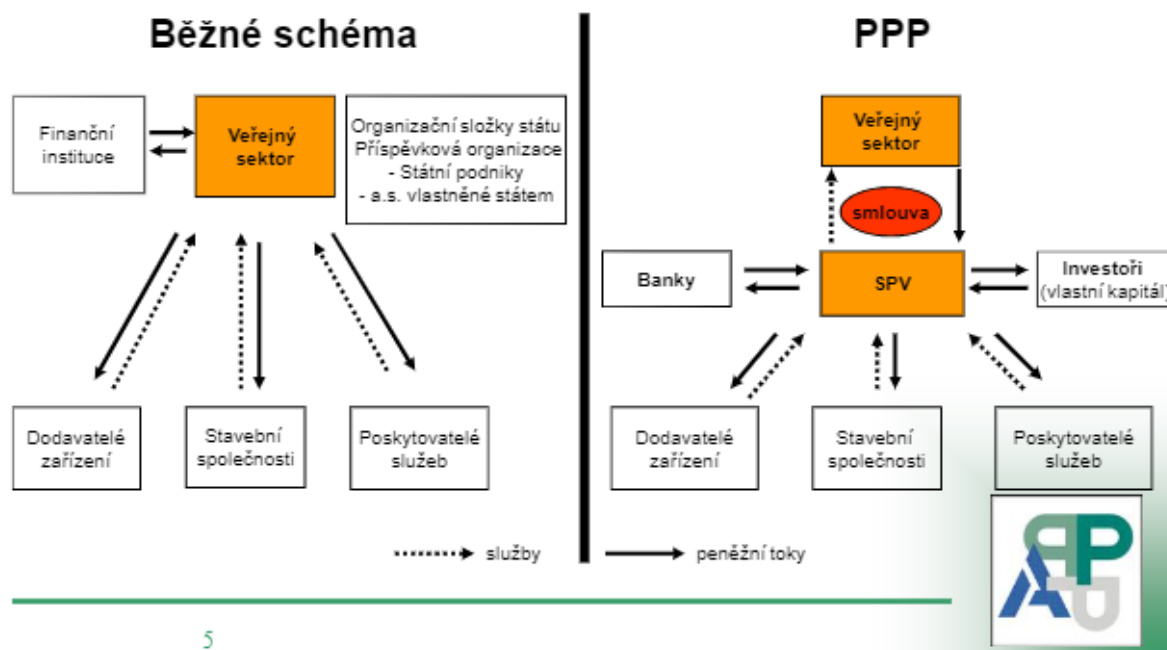 Běžné schéma
Finanční
instituce
Veřejný
sektor
Organizační složky státu
Příspěvková organizace
- Státní podniky
- a.s. vlastněné státem
Dodavatelé
zařízení
Stavební
společnosti
Poskytovatelé
služeb
PPP
Veřejný
sektor
smlouva
Banky
SPV
Investoři
(vlastní kapitál)
Dodavatelé
zařízení
Stavební
společnosti
Poskytovatelé
služeb
služby
peněžní toky
5